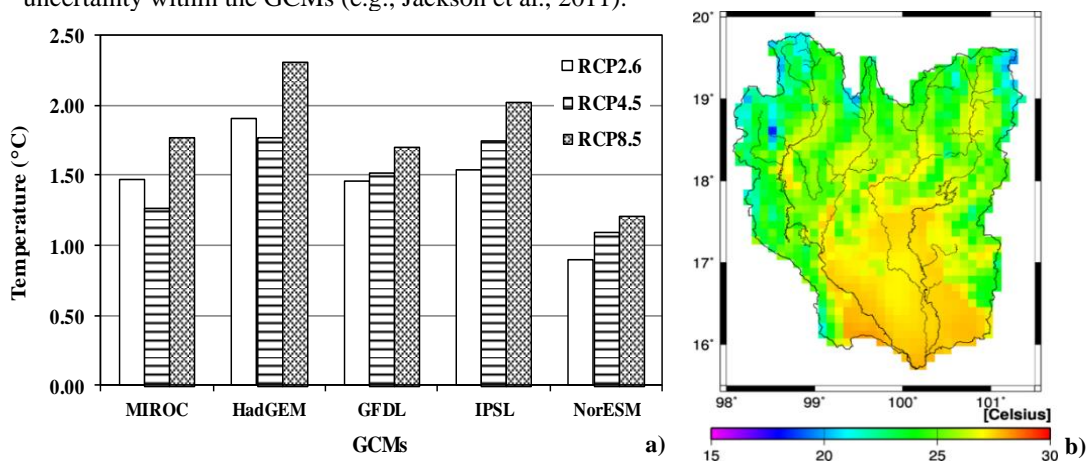 uncertainty within the GCMs (e.g., Jackson et al., 2011).
2.50
2.00
1.50
1.00
0.50
0.00
Temperature (°C)
RCP2.6
RCP4.5
RCP8.5
MIROC HadGEM GFDL IPSL NorESM
GCMs
a)
20°
19°
18°
17°
16°
98° 99° 100° 101°
[Celsius]
15 20 25 30
b)